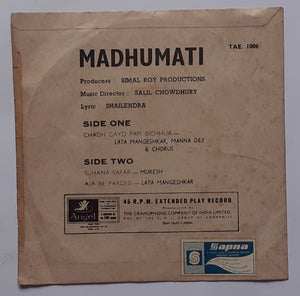 MADHUMATI
TAE. 1086
Producers : BIMAL ROY PRODUCTIONS
Music Director : SALIL CHOWDHURY
Lyric : SHAILENDRA
SIDE ONE
CHADH GAYO PAPI BICHHUA —
LATA MANGESHKAR, MANNA DEY
& CHORUS
SIDE TWO
SUHANA SAFAR — MUKESH
AJA RE PARDESI — LATA MANGESHKAR
Angel
45 R.P.M. EXTENDED PLAY RECORD
THE GRAMOPHONE COMPANY OF INDIA LIMITED
Sapna